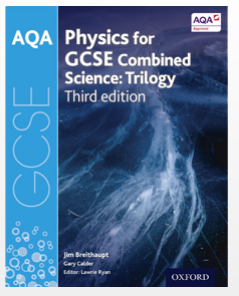 AQA
Physics for
GCSE Combined
Science: Trilogy
Third edition
AQA
Approved
GCSE
Jim Breithaupt
Gary Calder
Editor: Lawrie Ryan
OXFORD